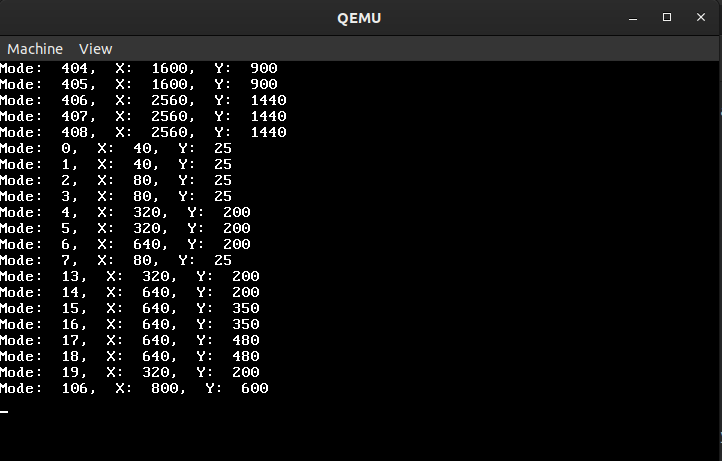 QEMU
Machine View
Mode: 404, X: 1600, Y: 900
Mode: 405, X: 1600, Y: 900
Mode: 406, X: 2560, Y: 1440
Mode: 407, X: 2560, Y: 1440
Mode: 408, X: 2560, Y: 1440
Mode: 0, X: 40, Y: 25
Mode: 1, X: 40, Y: 25
Mode: 2, X: 80, Y: 25
Mode: 3, X: 80, Y: 25
Mode: 4, X: 320, Y: 200
Mode: 5, X: 320, Y: 200
Mode: 6, X: 640, Y: 200
Mode: 7, X: 80, Y: 25
Mode: 13, X: 320, Y: 200
Mode: 14, X: 640, Y: 200
Mode: 15, X: 640, Y: 350
Mode: 16, X: 640, Y: 350
Mode: 17, X: 640, Y: 480
Mode: 18, X: 640, Y: 480
Mode: 19, X: 320, Y: 200
Mode: 106, X: 800, Y: 600